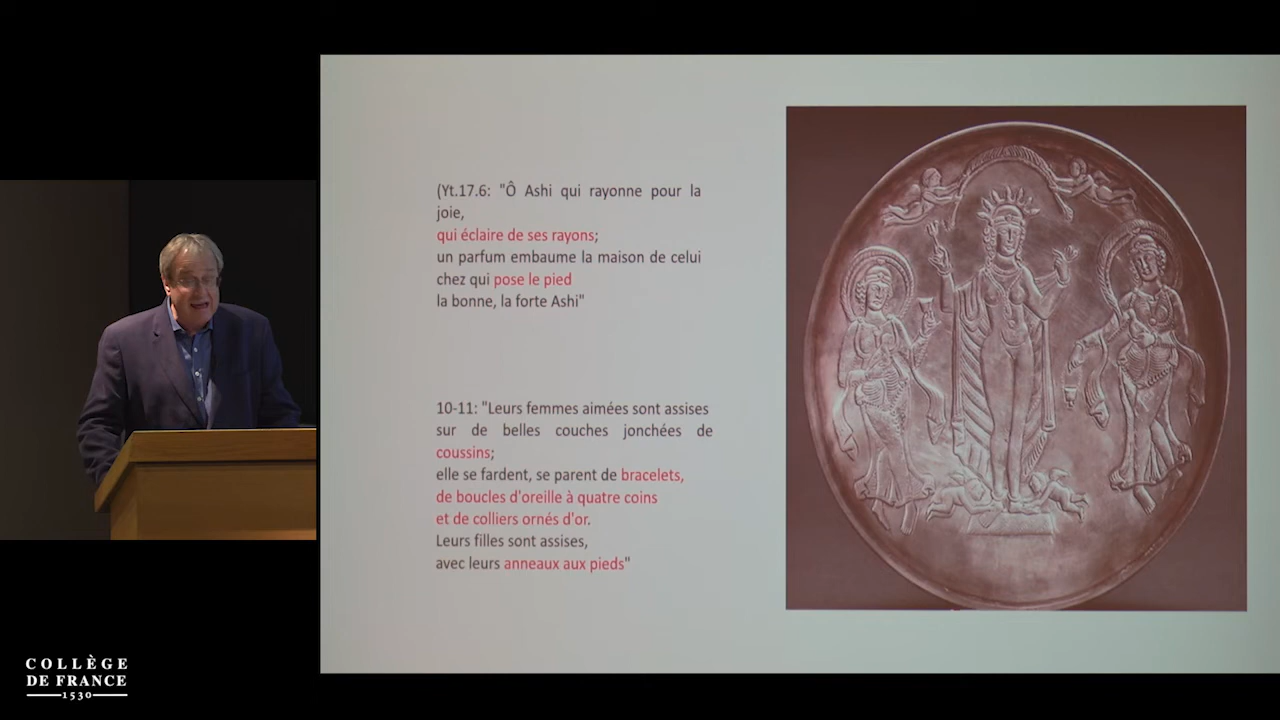 (Yt.17.6: "Ô Ashi qui rayonne pour la
joie,
qui éclaire de ses rayons;
un parfum embaume la maison de celui
chez qui pose le pied
la bonne, la forte Ashi"
10-11: "Leurs femmes aimées sont assises
sur de belles couches jonchées de
coussins;
elle se fardent, se parent de bracelets,
de boucles d'oreille à quatre coins
et de colliers ornés d'or.
Leurs filles sont assises,
avec leurs anneaux aux pieds"
COLLÈGE
DE FRANCE
1530